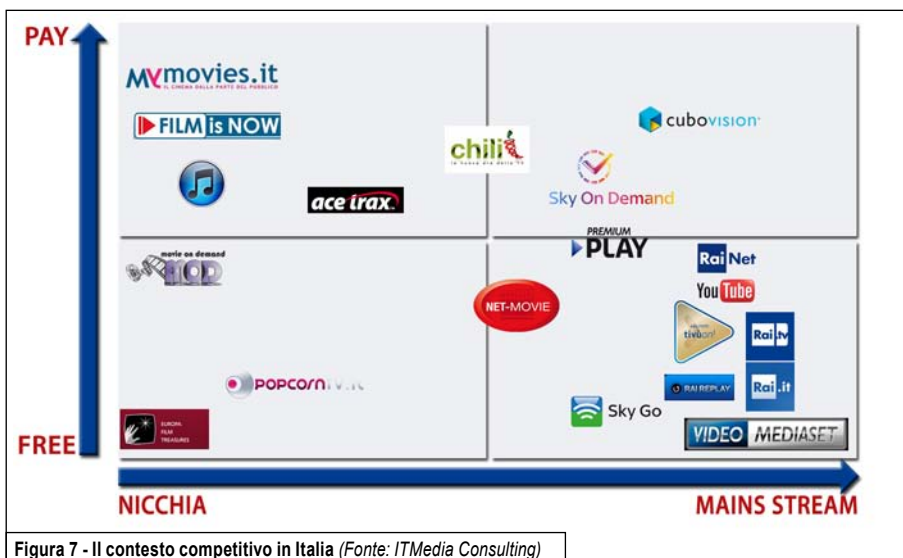 PAY
MYmovies.it
IL CINEMA DALLA PARTE DEL PUBBLICO
FILM is NOW
chili
la nuova era della TV
cubovision
Sky On Demand
ace trax.
PREMIUM
PLAY
movie on demand
MOD
Rai Net
You Tube
NET-MOVIE
tivùon!
Rai.tv
POPCORNTV.it
RAI REPLAY
Rai.it
Sky Go
EUROPA
FILM
TREASURES
VIDEO MEDIASET
FREE
NICCHIA
MAINS STREAM
Figura 7 - Il contesto competitivo in Italia (Fonte: ITMedia Consulting)